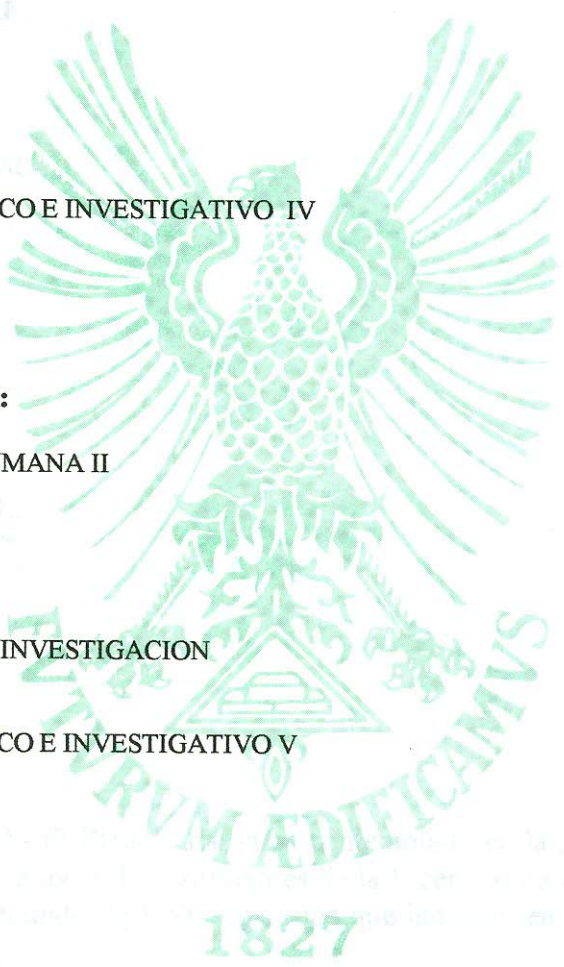 CO E INVESTIGATIVO IV
:
MANA II
INVESTIGACION
CO E INVESTIGATIVO V
FVTVRVM ÆDIFICAMVS
1827